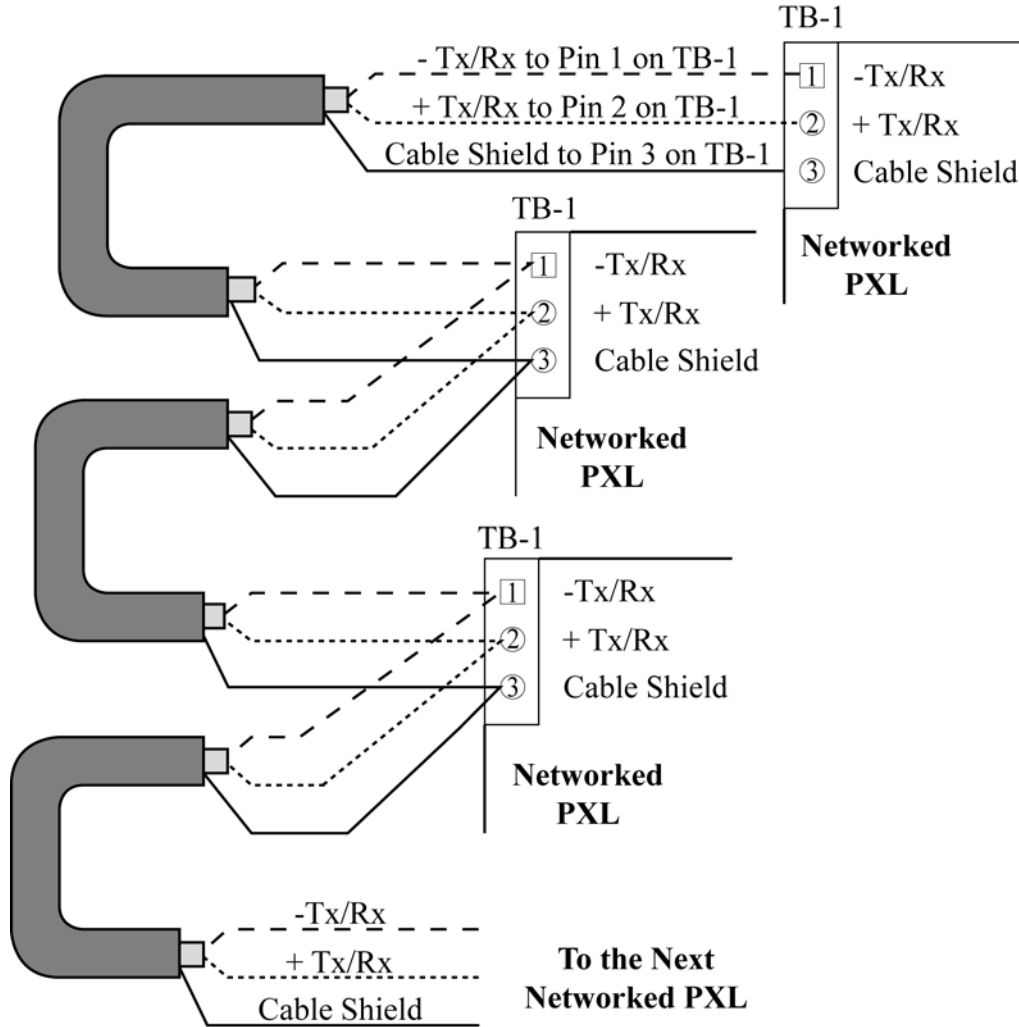 TB-1
- Tx/Rx to Pin 1 on TB-1
1
-Tx/Rx
+ Tx/Rx to Pin 2 on TB-1
2
+ Tx/Rx
Cable Shield to Pin 3 on TB-1
3
Cable Shield
Networked
PXL
TB-1
1
-Tx/Rx
2
+ Tx/Rx
3
Cable Shield
Networked
PXL
TB-1
1
-Tx/Rx
2
+ Tx/Rx
3
Cable Shield
Networked
PXL
-Tx/Rx
+ Tx/Rx
Cable Shield
To the Next
Networked PXL